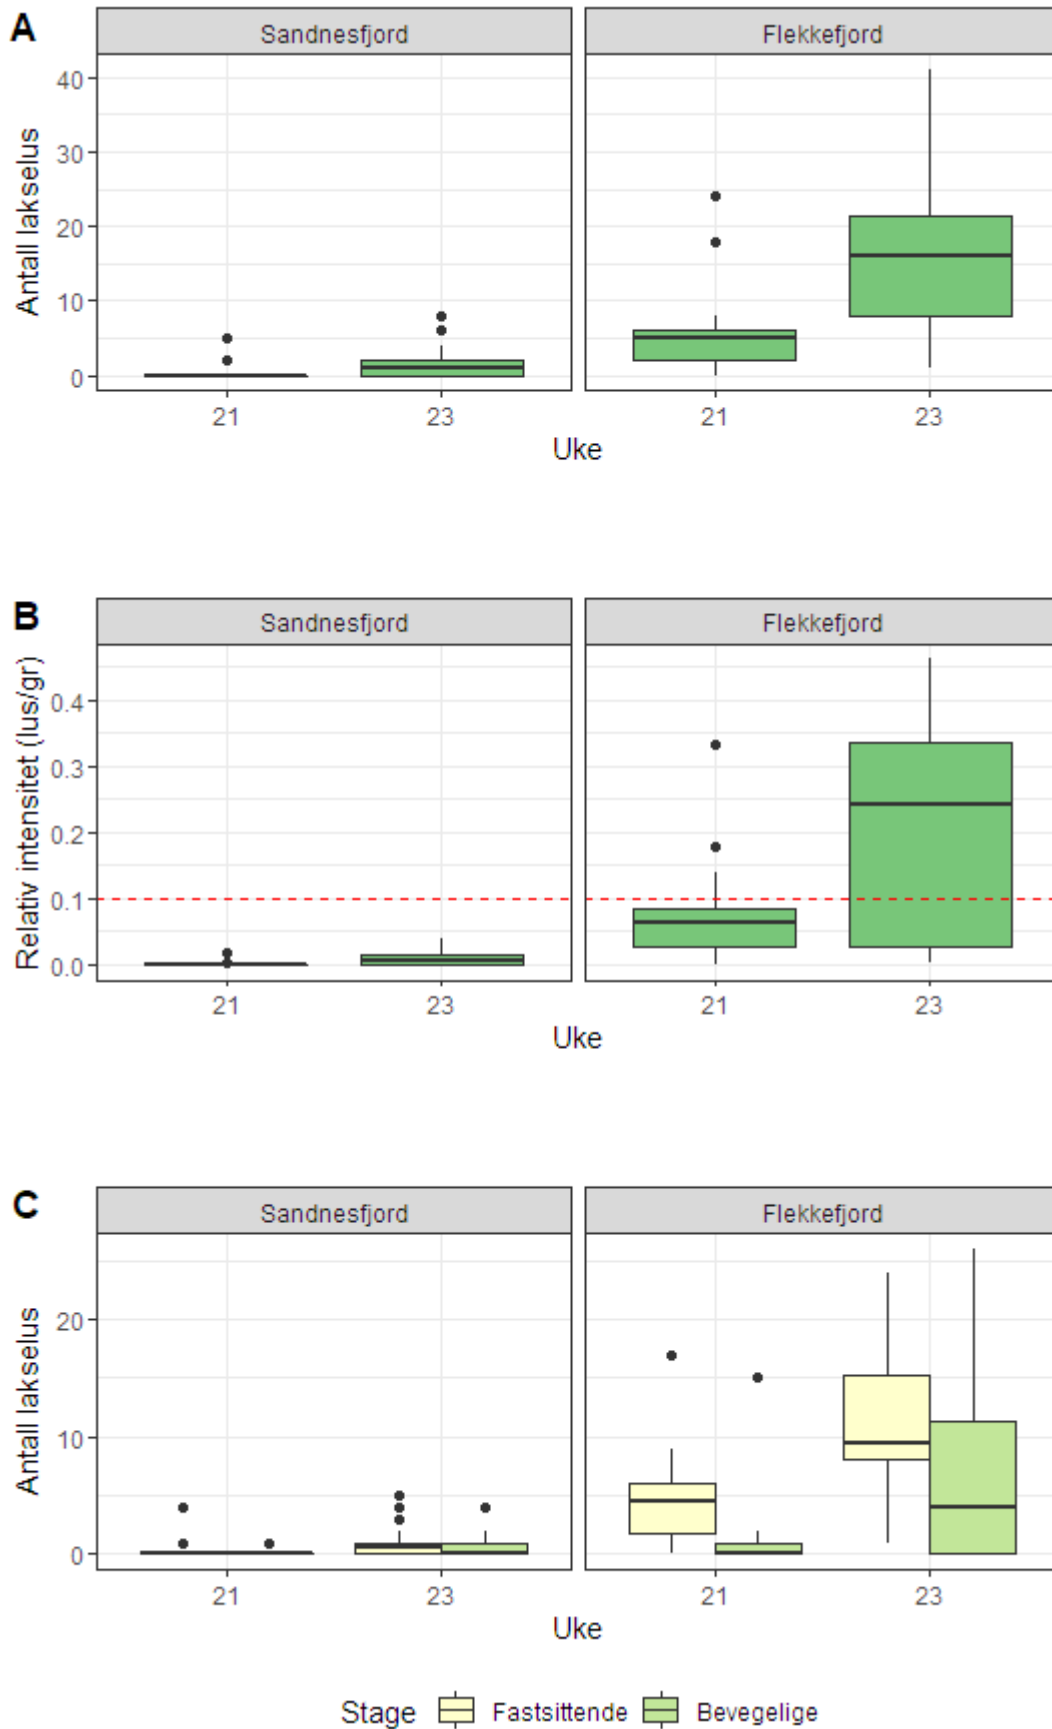 A
Sandnesfjord
Flekkefjord
Antall lakselus
40
30
20
10
0
21
23
21
23
Uke
B
Sandnesfjord
Flekkefjord
Relativ intensitet (lus/gr)
0.4
0.3
0.2
0.1
0.0
21
23
21
23
Uke
C
Sandnesfjord
Flekkefjord
Antall lakselus
20
10
0
21
23
21
23
Uke
Stage Fastsittende Bevegelige